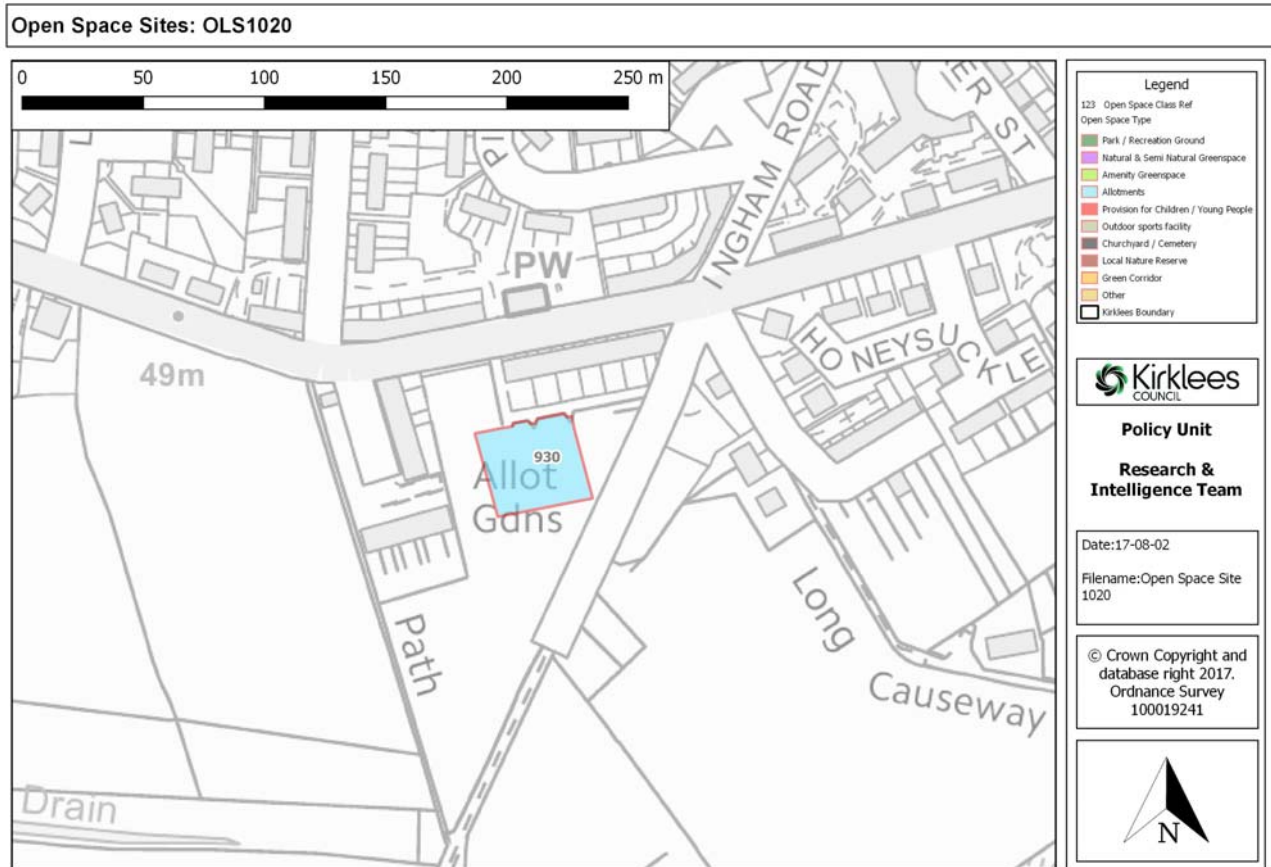 Open Space Sites: OLS1020
0 50 100 150 200 250 m
INGHAM ROAD
ER ST
PI
L
PW
49m
HONEYSUCKLE
930
Allot
Gdns
Path
Long
Causeway
Drain
Legend
123 Open Space Class Ref
Open Space Type
Park / Recreation Ground
Natural & Semi Natural Greenspace
Amenity Greenspace
Allotments
Provision for Children / Young People
Outdoor sports facility
Churchyard / Cemetery
Local Nature Reserve
Green Corridor
Other
Kirklees Boundary
Kirklees
COUNCIL
Policy Unit
Research &
Intelligence Team
Date:17-08-02
Filename:Open Space Site
1020
© Crown Copyright and
database right 2017.
Ordnance Survey
100019241
N